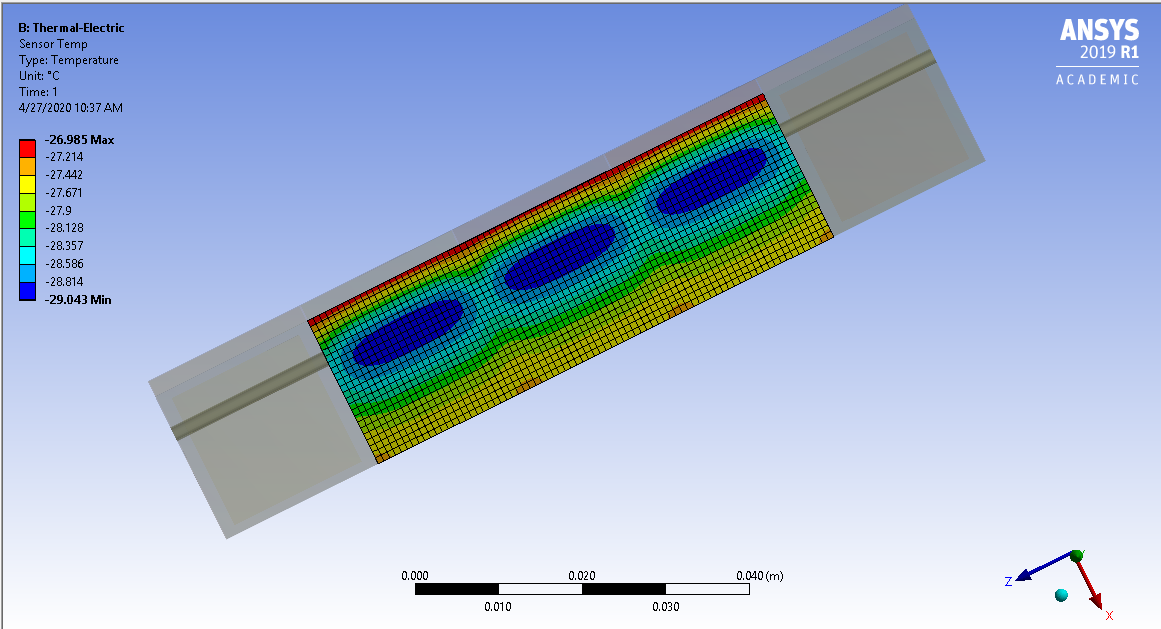 B: Thermal-Electric
Sensor Temp
Type: Temperature
Unit: °C
Time: 1
4/27/2020 10:37 AM
-26.985 Max
-27.214
-27.442
-27.671
-27.9
-28.128
-28.357
-28.586
-28.814
-29.043 Min
ANSYS
2019 R1
ACADEMIC
0.000 0.020 0.040 (m)
0.010 0.030
Z
X